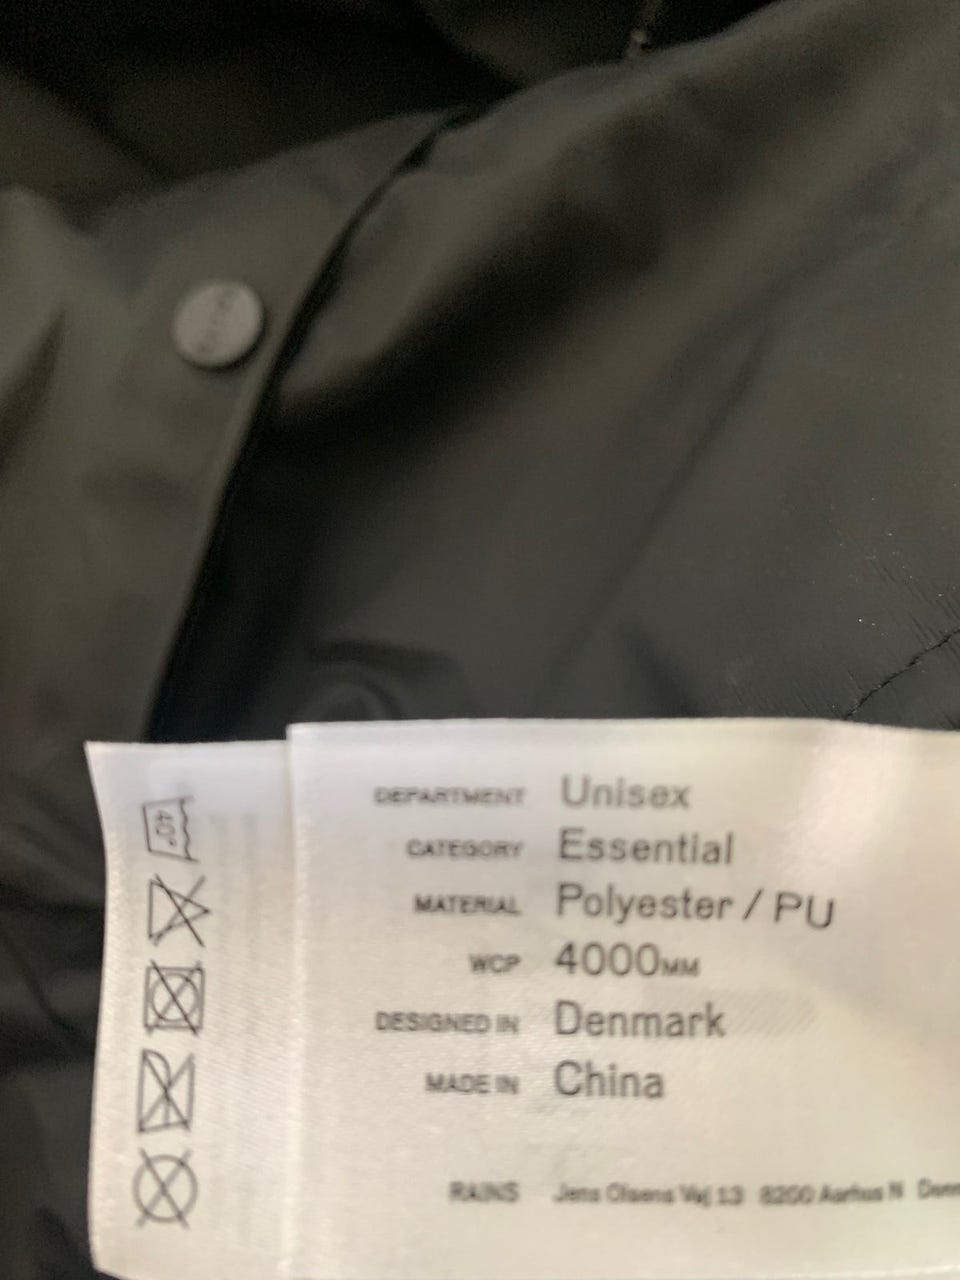 40°
DEPARTMENT Unisex
CATEGORY Essential
MATERIAL Polyester / PU
WCP 4000MM
DESIGNED IN Denmark
MADE IN China
RAINS Jens Olsens Vej 13 8200 Aarhus N Denm